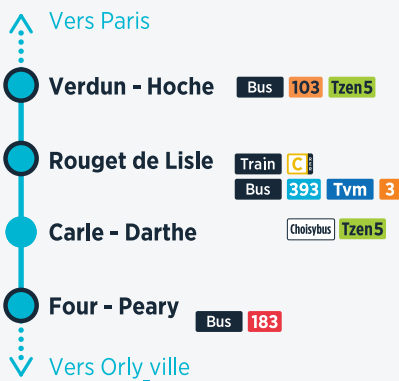 Vers Paris
Verdun - Hoche Bus 103 Tzen5
Rouget de Lisle Train C RER
Bus 393 Tvm 3
Carle - Darthe Choisybus Tzen5
Four - Peary
Bus 183
Vers Orly ville